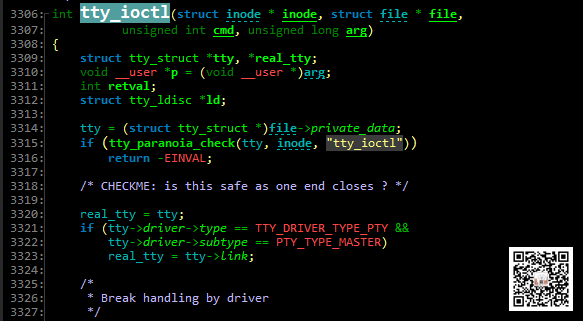 3306: int tty_ioctl(struct inode * inode, struct file * file,
3307: unsigned int cmd, unsigned long arg)
3308: {
3309: struct tty_struct *tty, *real_tty;
3310: void __user *p = (void __user *)arg;
3311: int retval;
3312: struct tty_ldisc *ld;
3313:
3314: tty = (struct tty_struct *)file->private_data;
3315: if (tty_paranoia_check(tty, inode, "tty_ioctl"))
3316: return -EINVAL;
3317:
3318: /* CHECKME: is this safe as one end closes ? */
3319:
3320: real_tty = tty;
3321: if (tty->driver->type == TTY_DRIVER_TYPE_PTY &&
3322: tty->driver->subtype == PTY_TYPE_MASTER)
3323: real_tty = tty->link;
3324:
3325: /*
3326: * Break handling by driver
3327: */